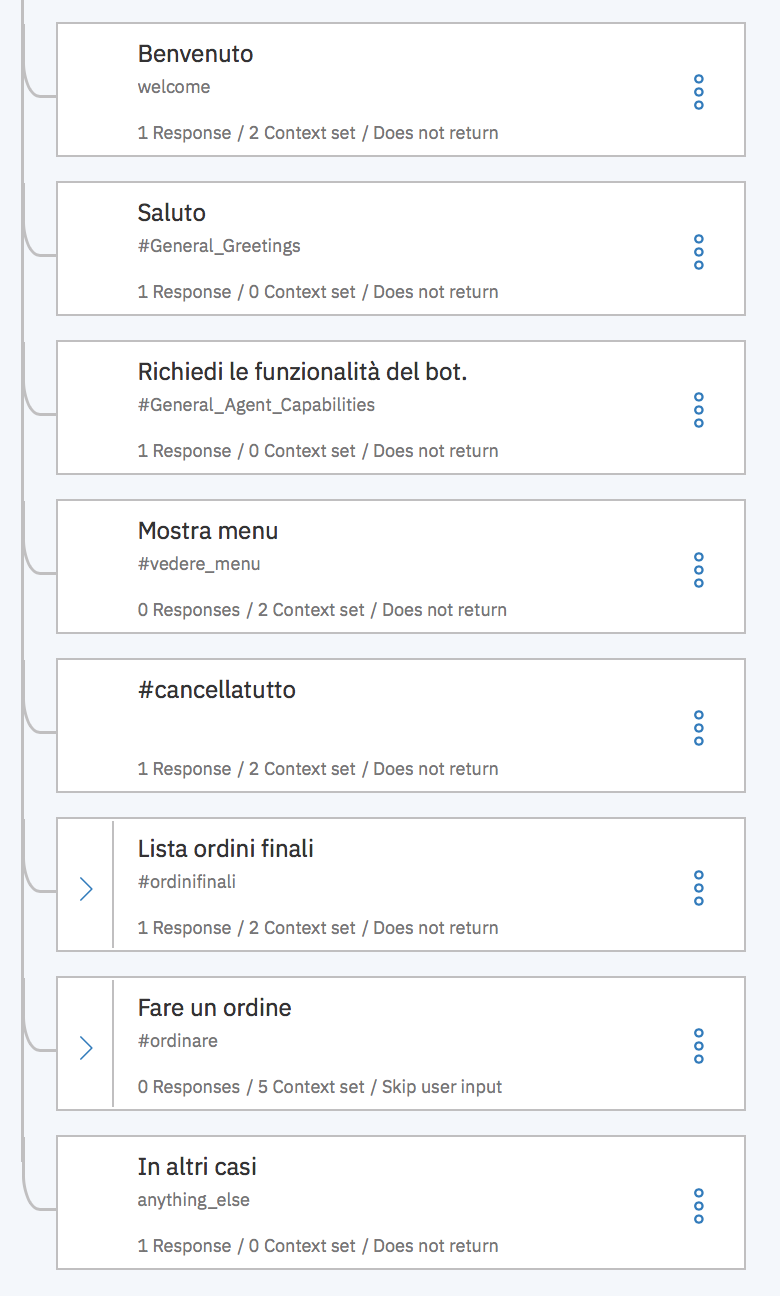 Benvenuto
welcome
1 Response / 2 Context set / Does not return
Saluto
#General_Greetings
1 Response / 0 Context set / Does not return
Richiedi le funzionalità del bot.
#General_Agent_Capabilities
1 Response / 0 Context set / Does not return
Mostra menu
#vedere_menu
0 Responses / 2 Context set / Does not return
#cancellatutto
1 Response / 2 Context set / Does not return
Lista ordini finali
#ordinifinali
1 Response / 2 Context set / Does not return
Fare un ordine
#ordinare
0 Responses / 5 Context set / Skip user input
In altri casi
anything_else
1 Response / 0 Context set / Does not return